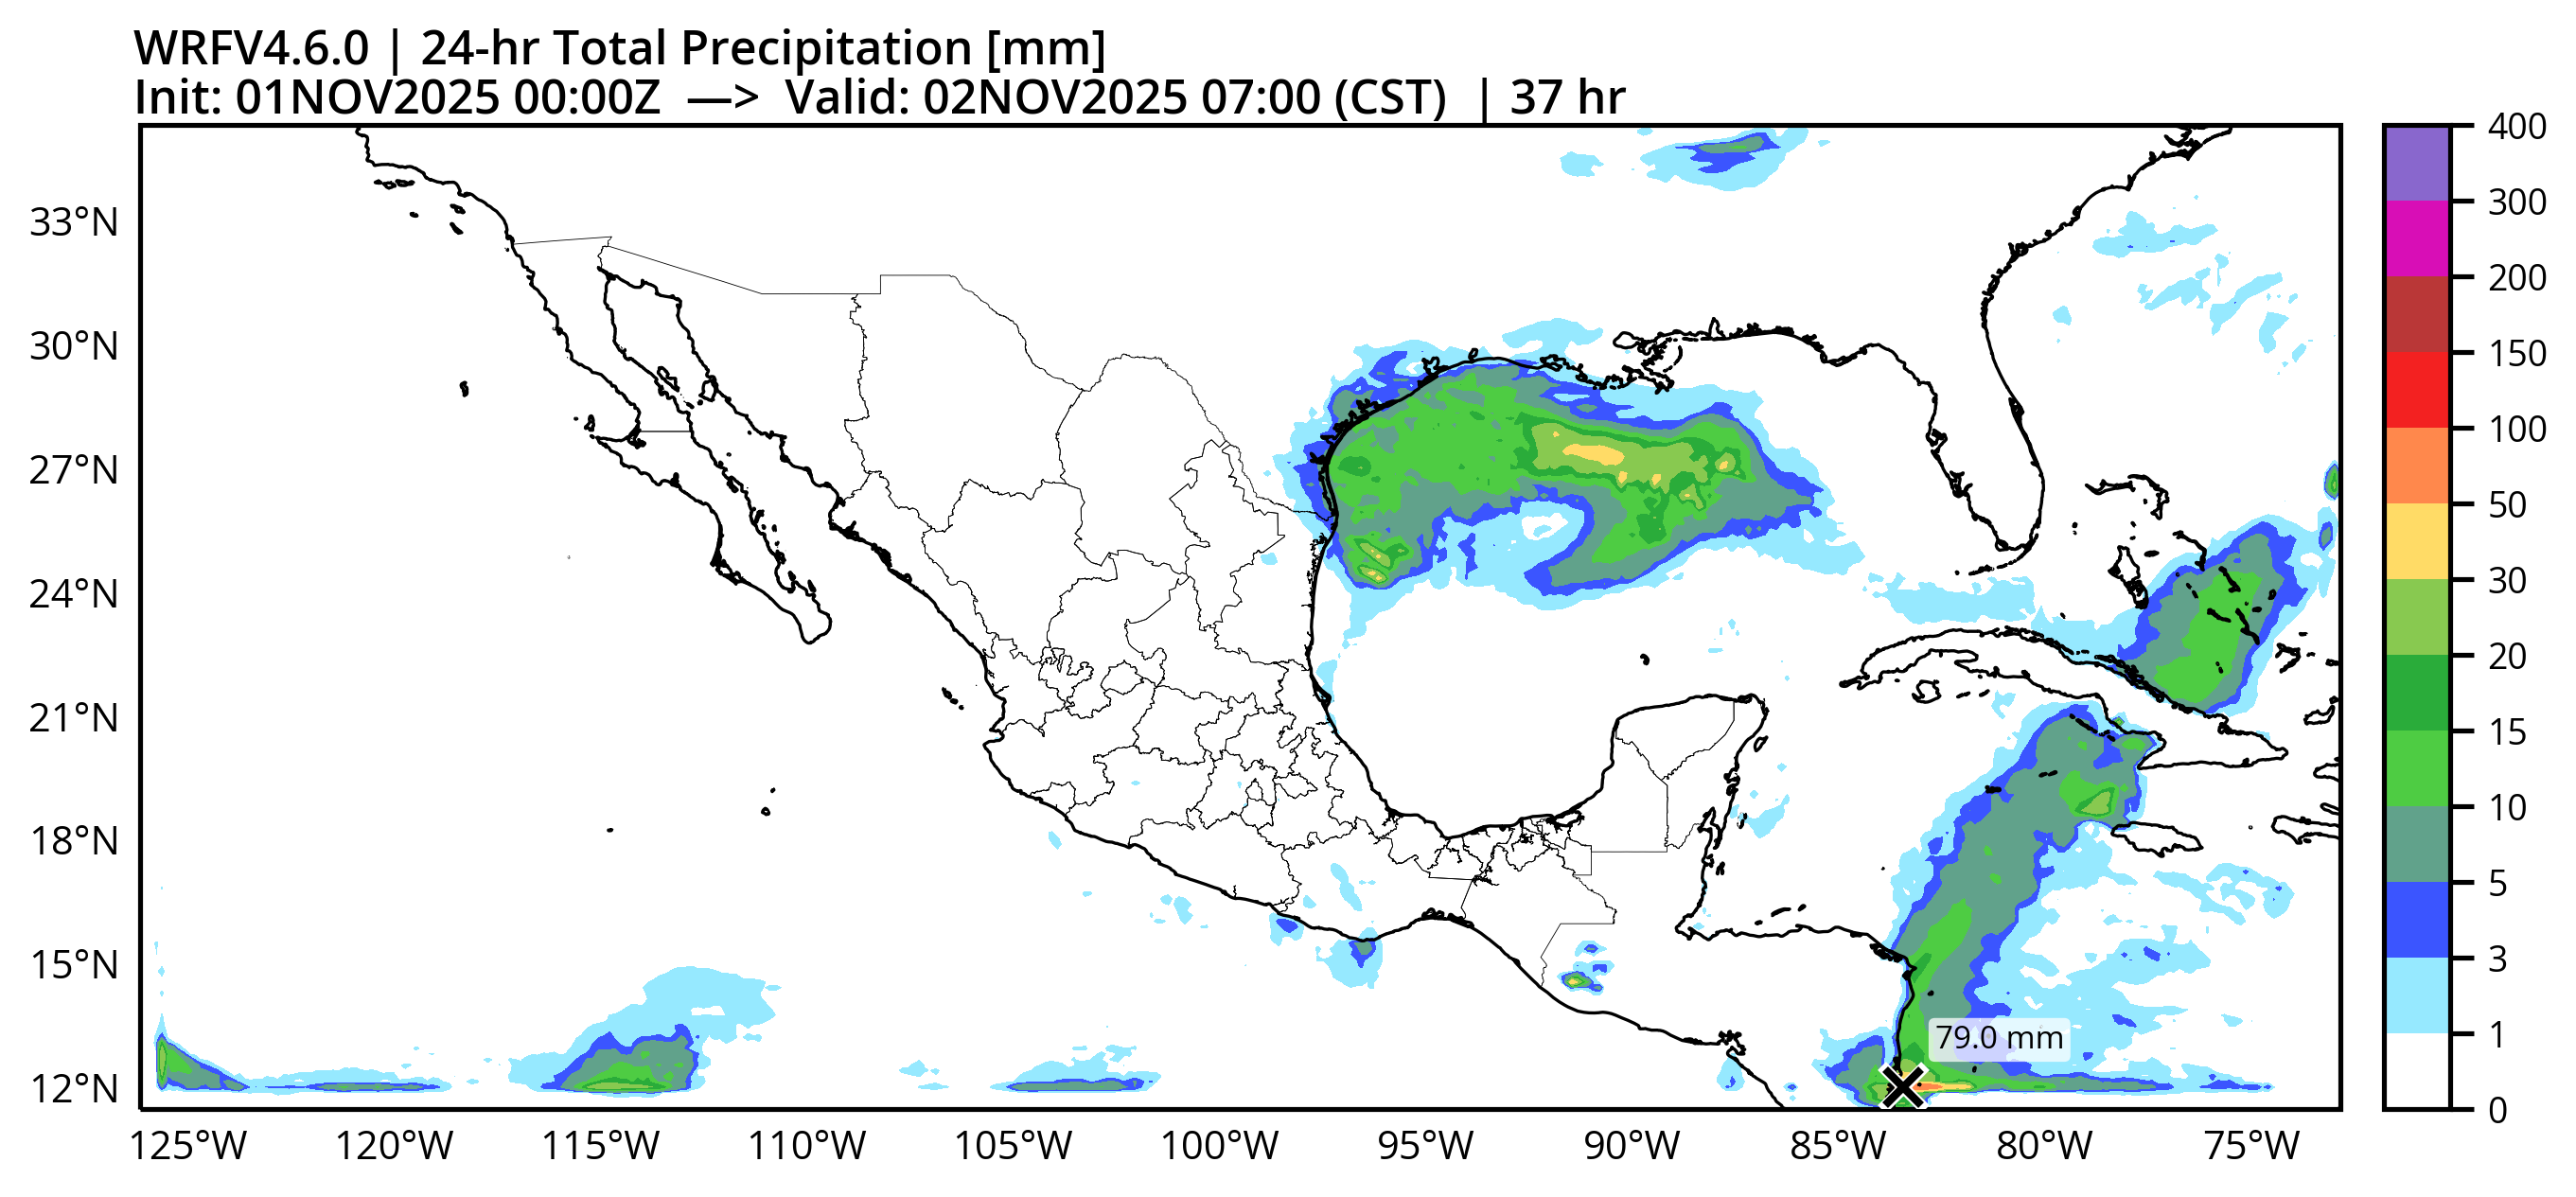 WRFV4.6.0 | 24-hr Total Precipitation [mm]
Init: 01NOV2025 00:00Z —> Valid: 02NOV2025 07:00 (CST) | 37 hr
33°N
30°N
27°N
24°N
21°N
18°N
15°N
12°N
79.0 mm
125°W 120°W 115°W 110°W 105°W 100°W 95°W 90°W 85°W 80°W 75°W
400
300
200
150
100
50
30
20
15
10
5
3
1
0